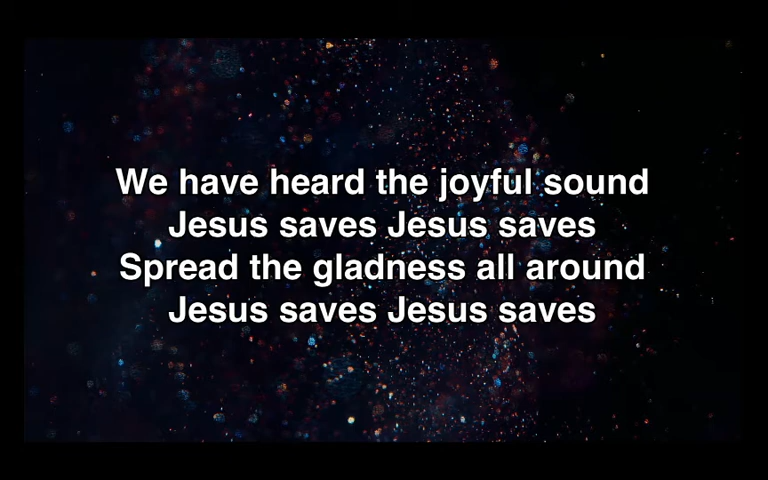 We have heard the joyful sound
Jesus saves Jesus saves
Spread the gladness all around
Jesus saves Jesus saves